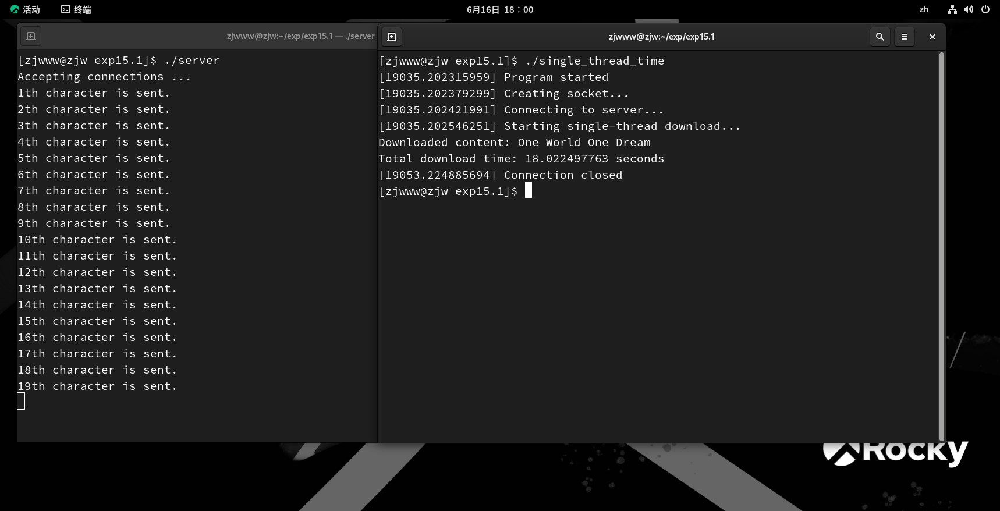 活动 终端 6月16日 18：00 zh
zjwww@zjw:~/exp/exp15.1 — ./server
[zjwww@zjw exp15.1]$ ./server
Accepting connections ...
1th character is sent.
2th character is sent.
3th character is sent.
4th character is sent.
5th character is sent.
6th character is sent.
7th character is sent.
8th character is sent.
9th character is sent.
10th character is sent.
11th character is sent.
12th character is sent.
13th character is sent.
14th character is sent.
15th character is sent.
16th character is sent.
17th character is sent.
18th character is sent.
19th character is sent.
zjwww@zjw:~/exp/exp15.1
[zjwww@zjw exp15.1]$ ./single_thread_time
[19035.202315959] Program started
[19035.202379299] Creating socket...
[19035.202421991] Connecting to server...
[19035.202546251] Starting single-thread download...
Downloaded content: One World One Dream
Total download time: 18.022497763 seconds
[19053.224885694] Connection closed
[zjwww@zjw exp15.1]$
Rocky